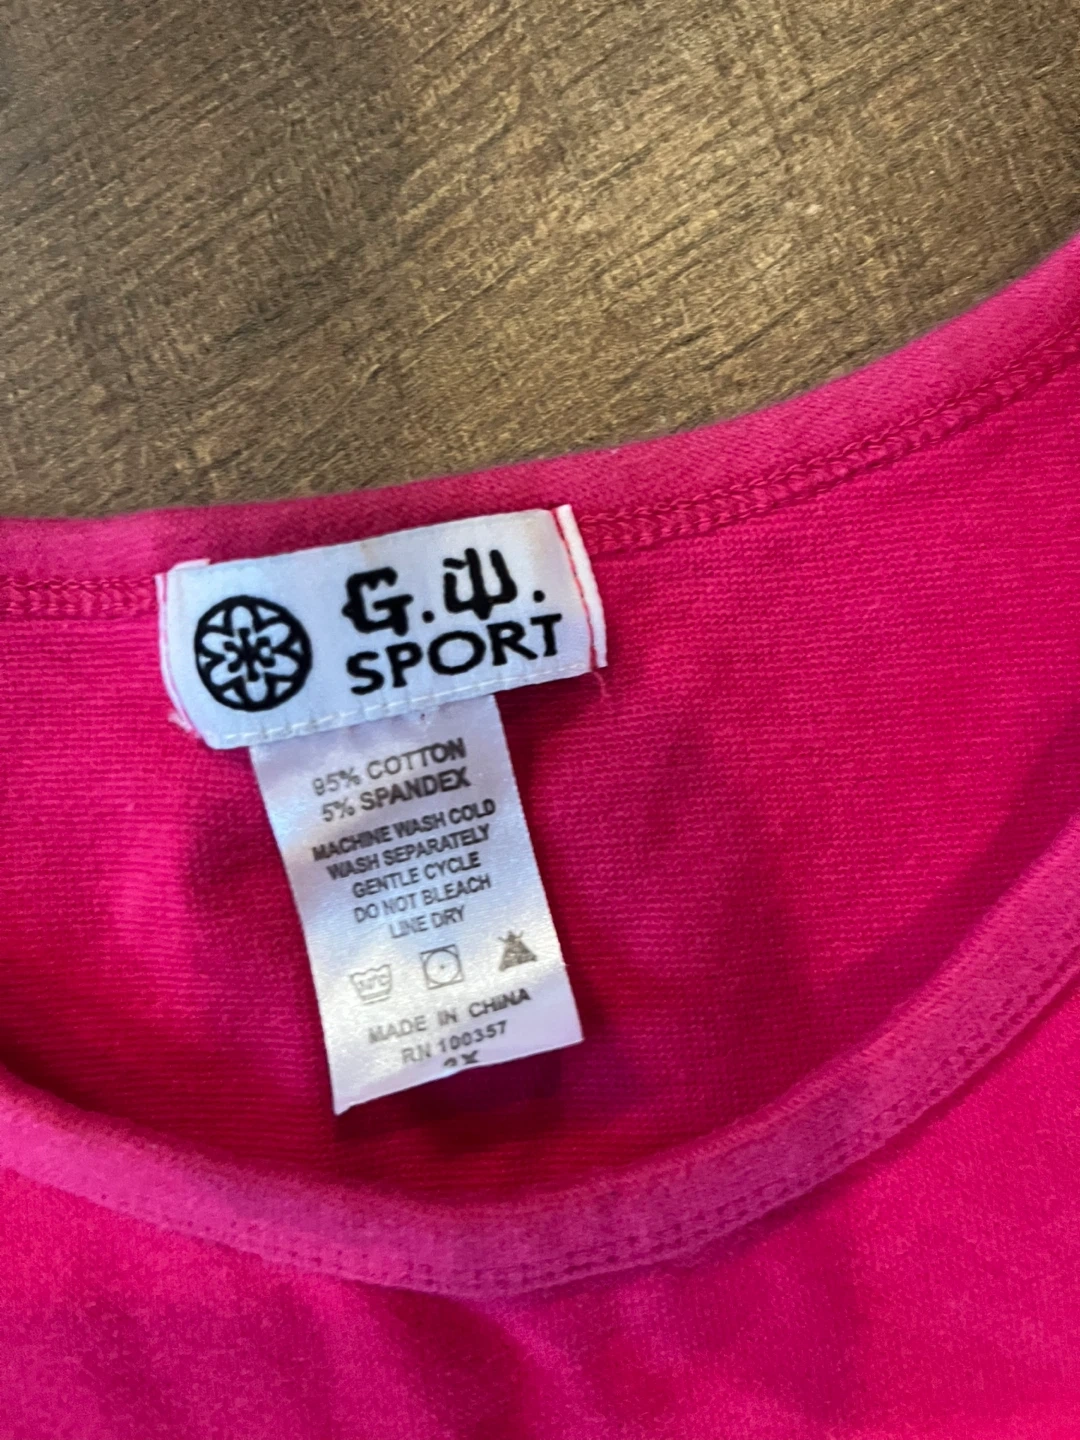 G.W.
SPORT
95% COTTON
5% SPANDEX
MACHINE WASH COLD
WASH SEPARATELY
GENTLE CYCLE
DO NOT BLEACH
LINE DRY
MADE IN CHINA
RN 100357